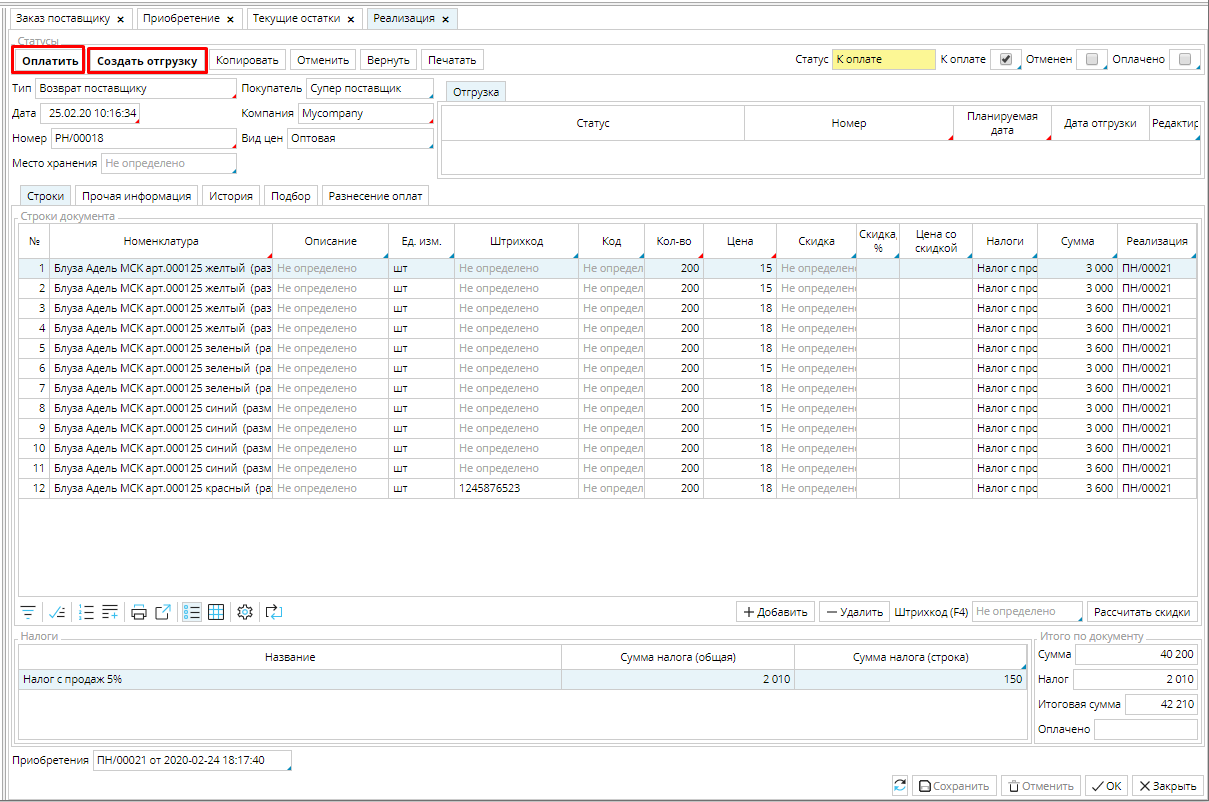 Заказ поставщику × Приобретение × Текущие остатки × Реализация ×
Статусы
Оплатить Создать отгрузку Копировать Отменить Вернуть Печатать Статус К оплате К оплате Отменен Оплачено
Тип Возврат поставщику Покупатель Супер поставщик Отгрузка
Дата 25.02.20 10:16:34 Компания Mycompany
Статус Номер Планируемая дата Дата отгрузки Редактир
Номер РН/00018 Вид цен Оптовая
Место хранения Не определено
Строки Прочая информация История Подбор Разнесение оплат
Строки документа
№ Номенклатура Описание Ед. изм. Штрихкод Код Кол-во Цена Скидка Скидка, % Цена со скидкой Налоги Сумма Реализация
1 Блуза Адель МСК арт.000125 желтый (раз Не определено шт Не определено Не определ 200 15 Не определен Налог с про 3 000 ПН/00021
2 Блуза Адель МСК арт.000125 желтый (раз Не определено шт Не определено Не определ 200 15 Не определен Налог с про 3 000 ПН/00021
3 Блуза Адель МСК арт.000125 желтый (раз Не определено шт Не определено Не определ 200 18 Не определен Налог с про 3 600 ПН/00021
4 Блуза Адель МСК арт.000125 желтый (раз Не определено шт Не определено Не определ 200 18 Не определен Налог с про 3 600 ПН/00021
5 Блуза Адель МСК арт.000125 зеленый (ра Не определено шт Не определено Не определ 200 18 Не определен Налог с про 3 600 ПН/00021
6 Блуза Адель МСК арт.000125 зеленый (ра Не определено шт Не определено Не определ 200 15 Не определен Налог с про 3 000 ПН/00021
7 Блуза Адель МСК арт.000125 зеленый (ра Не определено шт Не определено Не определ 200 18 Не определен Налог с про 3 600 ПН/00021
8 Блуза Адель МСК арт.000125 синий (разм Не определено шт Не определено Не определ 200 15 Не определен Налог с про 3 000 ПН/00021
9 Блуза Адель МСК арт.000125 синий (разм Не определено шт Не определено Не определ 200 15 Не определен Налог с про 3 000 ПН/00021
10 Блуза Адель МСК арт.000125 синий (разм Не определено шт Не определено Не определ 200 18 Не определен Налог с про 3 600 ПН/00021
11 Блуза Адель МСК арт.000125 синий (разм Не определено шт Не определено Не определ 200 18 Не определен Налог с про 3 600 ПН/00021
12 Блуза Адель МСК арт.000125 красный (ра Не определено шт 1245876523 Не определ 200 18 Не определен Налог с про 3 600 ПН/00021
+ Добавить − Удалить Штрихкод (F4) Не определено Рассчитать скидки
Налоги Итого по документу
Название Сумма налога (общая) Сумма налога (строка) Сумма 40 200
Налог с продаж 5% 2 010 150 Налог 2 010
Итоговая сумма 42 210
Оплачено
Приобретения ПН/00021 от 2020-02-24 18:17:40
Сохранить Отменить OK Закрыть